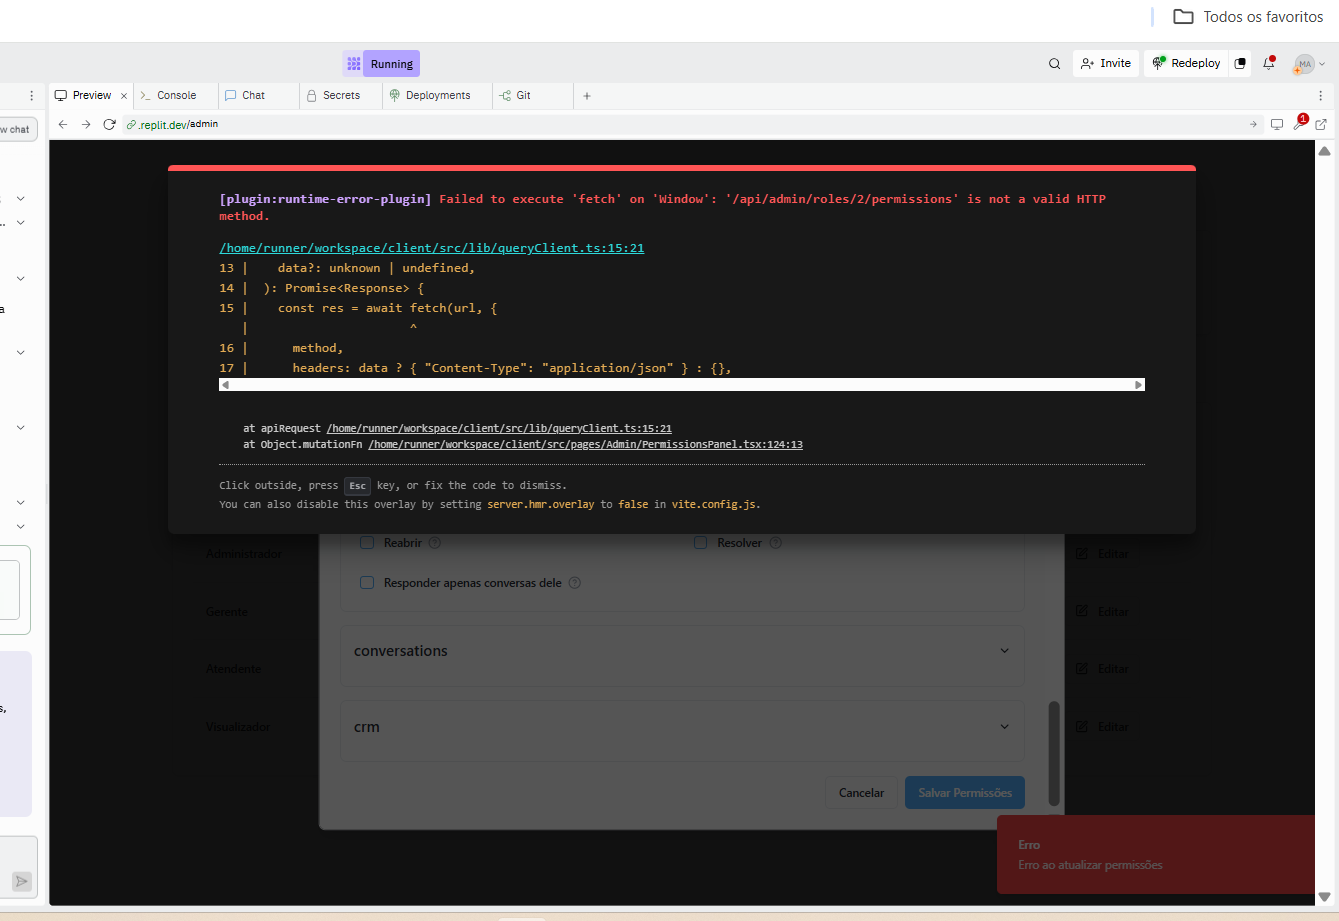 Todos os favoritos
Running
Invite
Redeploy
MA
Preview
Console
Chat
Secrets
Deployments
Git
w chat
.replit.dev/admin
1
[plugin:runtime-error-plugin] Failed to execute 'fetch' on 'Window': '/api/admin/roles/2/permissions' is not a valid HTTP
method.
/home/runner/workspace/client/src/lib/queryClient.ts:15:21
13 |    data?: unknown | undefined,
14 |  ): Promise<Response> {
15 |    const res = await fetch(url, {
   |                      ^
16 |      method,
17 |      headers: data ? { "Content-Type": "application/json" } : {},
at apiRequest /home/runner/workspace/client/src/lib/queryClient.ts:15:21
at Object.mutationFn /home/runner/workspace/client/src/pages/Admin/PermissionsPanel.tsx:124:13
Click outside, press Esc key, or fix the code to dismiss.
You can also disable this overlay by setting server.hmr.overlay to false in vite.config.js.
Reabrir
Resolver
Administrador
Editar
Responder apenas conversas dele
Gerente
Editar
conversations
Atendente
Editar
crm
Visualizador
Editar
Cancelar
Salvar Permissões
Erro
Erro ao atualizar permissões